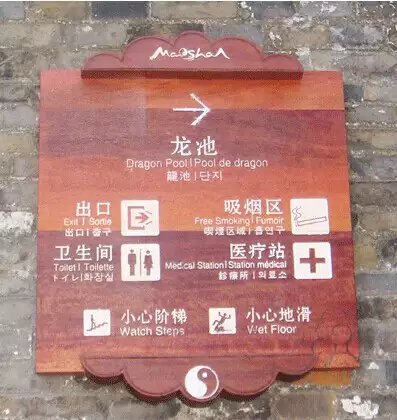 MaoshaN
龙池
Dragon Pool | Pool de dragon
龍池 | 단지
出口
Exit | Sortie
出口 | 출구
吸烟区
Free Smoking | Fumoir
喫煙区域 | 흡연구
卫生间
Toilet | Toilette
トイレ | 화장실
医疗站
Medical Station | Station médical
診療所 | 의료소
小心阶梯
Watch Steps
小心地滑
Wet Floor